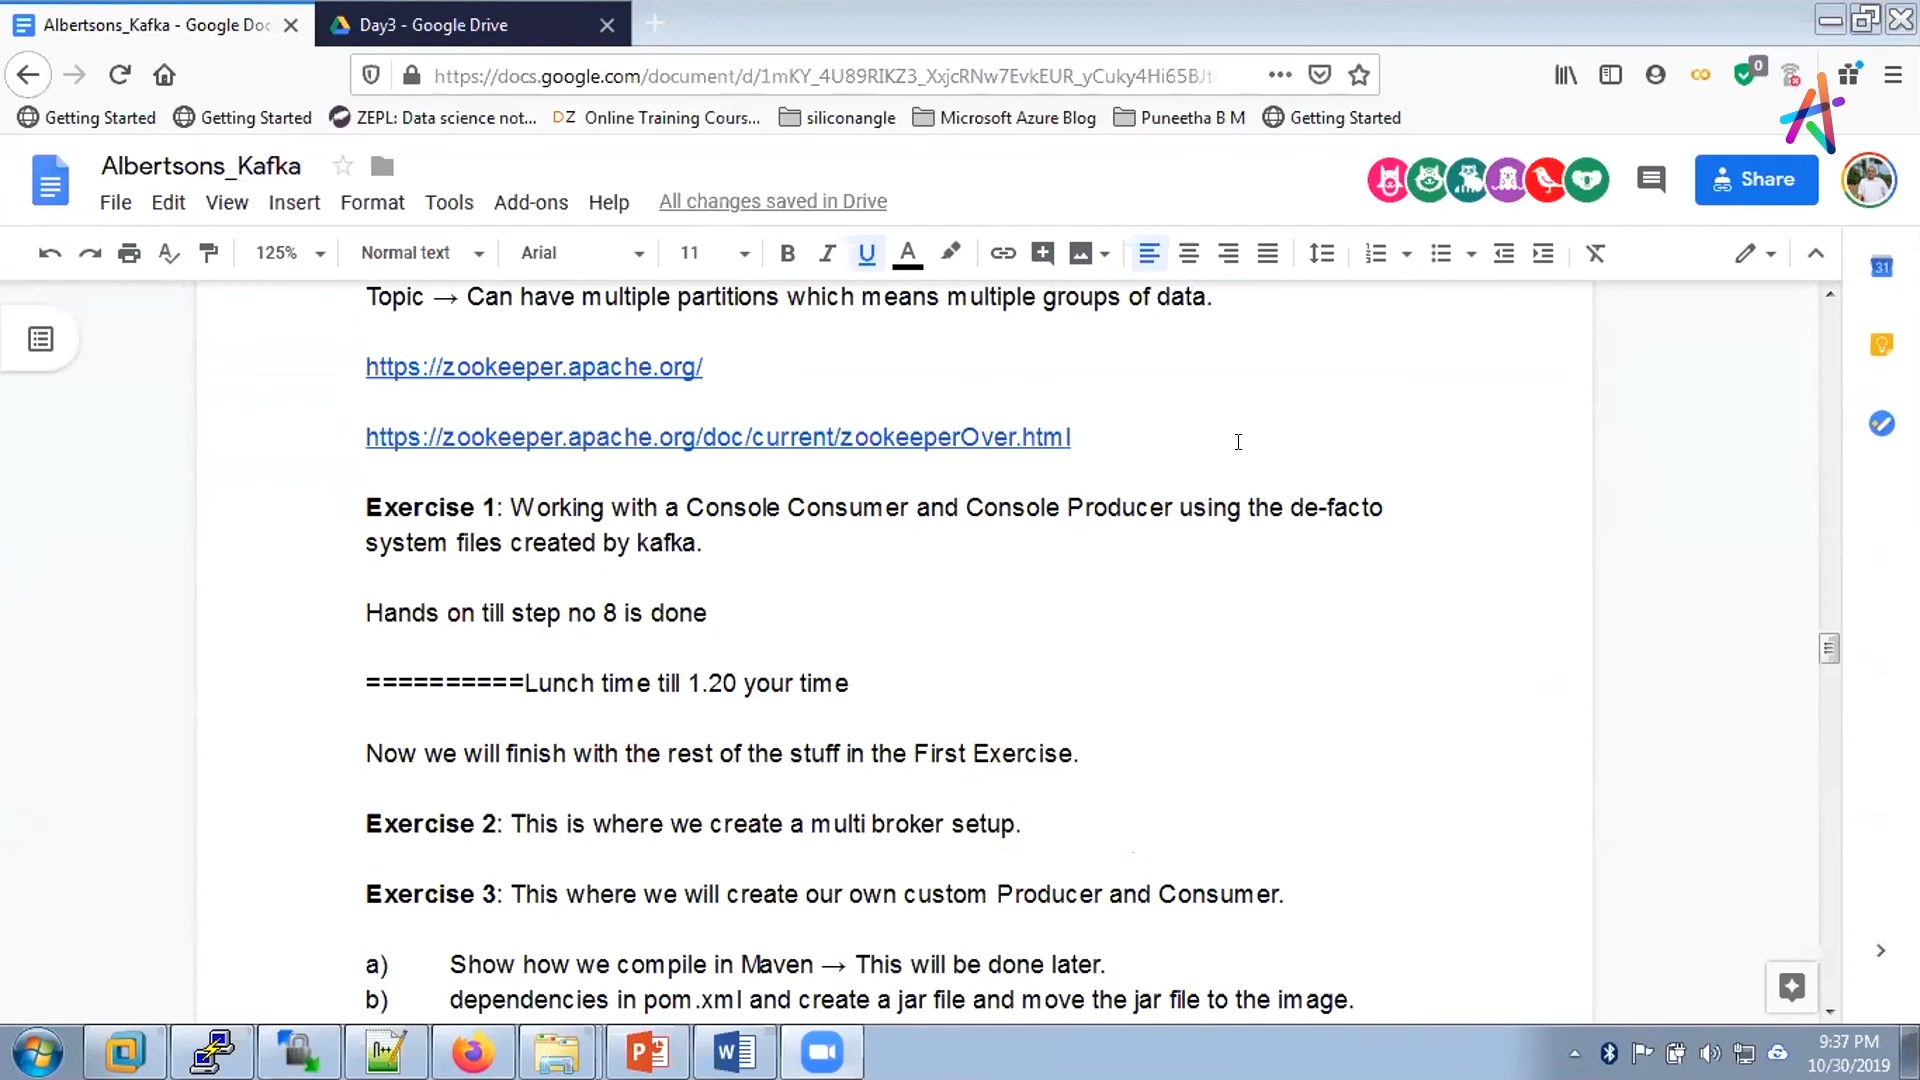 Albertsons_Kafka - Google Doc
Day3 - Google Drive
https://docs.google.com/document/d/1mKY_4U89RIKZ3_XxjcRNw7EvkEUR_yCuky4Hi65BJt
0
Getting Started
Getting Started
ZEPL: Data science not...
DZ Online Training Cours...
siliconangle
Microsoft Azure Blog
Puneetha B M
Getting Started
Albertsons_Kafka
Share
File Edit View Insert Format Tools Add-ons Help All changes saved in Drive
125% Normal text Arial 11 B I U A
31
Topic → Can have multiple partitions which means multiple groups of data.
https://zookeeper.apache.org/
https://zookeeper.apache.org/doc/current/zookeeperOver.html
Exercise 1: Working with a Console Consumer and Console Producer using the de-facto
system files created by kafka.
Hands on till step no 8 is done
==========Lunch time till 1.20 your time
Now we will finish with the rest of the stuff in the First Exercise.
Exercise 2: This is where we create a multi broker setup.
Exercise 3: This where we will create our own custom Producer and Consumer.
a) Show how we compile in Maven → This will be done later.
b) dependencies in pom.xml and create a jar file and move the jar file to the image.
9:37 PM
10/30/2019